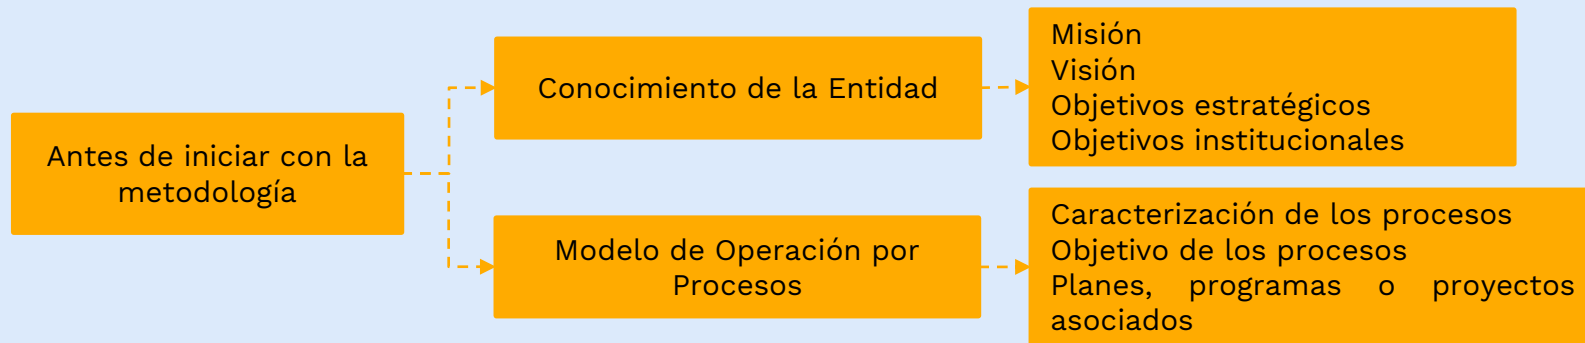 Antes de iniciar con la
metodología
Conocimiento de la Entidad
Misión
Visión
Objetivos estratégicos
Objetivos institucionales
Modelo de Operación por
Procesos
Caracterización de los procesos
Objetivo de los procesos
Planes, programas o proyectos
asociados